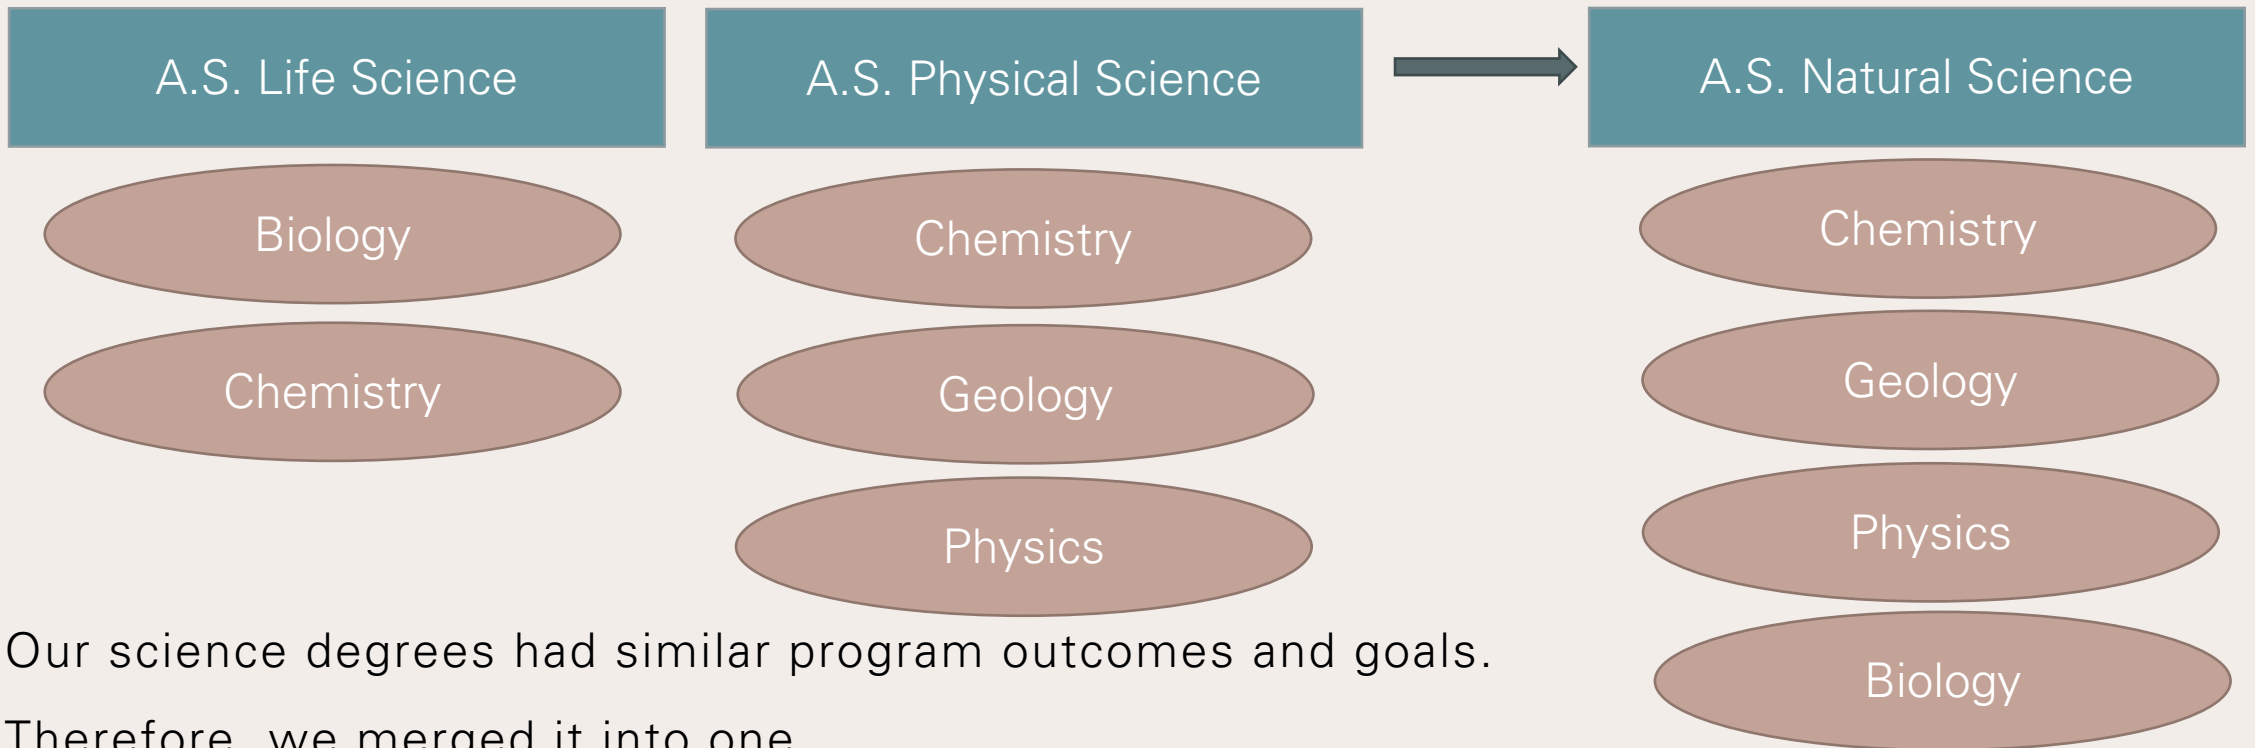 A.S. Life Science
Biology
Chemistry
A.S. Physical Science
Chemistry
Geology
Physics
A.S. Natural Science
Chemistry
Geology
Physics
Biology
Our science degrees had similar program outcomes and goals.
Therefore, we merged it into one